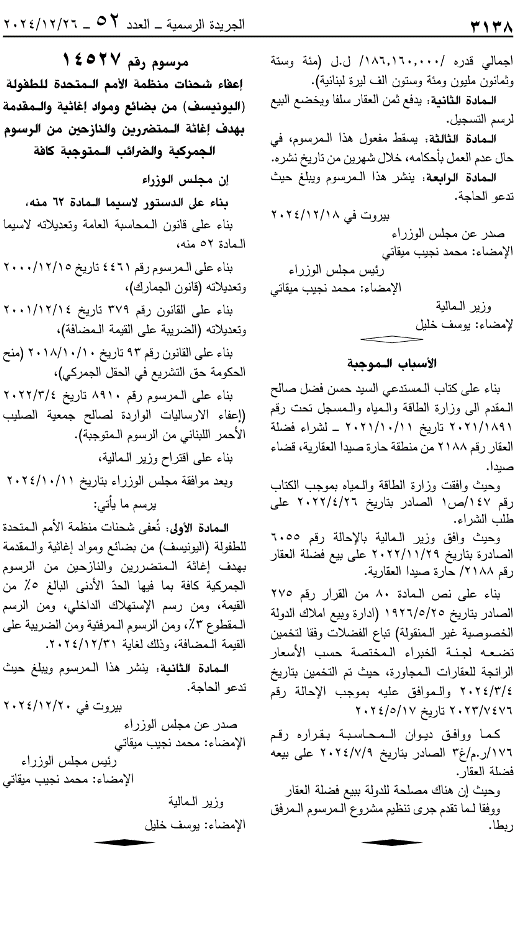 ٣١٣٨
الجريدة الرسمية ــ العدد ٥٢ ــ ٢٠٢٤/١٢/٢٦
اجمالي قدره /١٨٦,١٦٠,٠٠٠/ ل.ل (مئة وستة
وثمانون مليون ومئة وستون الف ليرة لبنانية).
المادة الثانية: يدفع ثمن العقار سلفا ويخضع البيع
لرسم التسجيل.
المادة الثالثة: يسقط مفعول هذا المرسوم، في
حال عدم العمل بأحكامه، خلال شهرين من تاريخ نشره.
المادة الرابعة: ينشر هذا المرسوم ويبلغ حيث
تدعو الحاجة.
بيروت في ٢٠٢٤/١٢/١٨
صدر عن مجلس الوزراء
الإمضاء: محمد نجيب ميقاتي
رئيس مجلس الوزراء
الإمضاء: محمد نجيب ميقاتي
وزير المالية
لإمضاء: يوسف خليل
الأسباب الموجبة
بناء على كتاب المستدعي السيد حسن فضل صالح
المقدم الى وزارة الطاقة والمياه والمسجل تحت رقم
٢٠٢١/١٨٩١ تاريخ ٢٠٢١/١٠/١١ ــ لشراء فضلة
العقار رقم ٢١٨٨ من منطقة حارة صيدا العقارية، قضاء
صيدا.
وحيث وافقت وزارة الطاقة والمياه بموجب الكتاب
رقم ١٤٧/ص١ الصادر بتاريخ ٢٠٢٢/٤/٢٦ على
طلب الشراء.
وحيث وافق وزير المالية بالإحالة رقم ٦٠٥٥
الصادرة بتاريخ ٢٠٢٢/١١/٢٩ على بيع فضلة العقار
رقم ٢١٨٨/ حارة صيدا العقارية.
بناء على نص المادة ٨٠ من القرار رقم ٢٧٥
الصادر بتاريخ ١٩٢٦/٥/٢٥ (ادارة وبيع املاك الدولة
الخصوصية غير المنقولة) تباع الفضلات وفقا لتخمين
تضعه لجنة الخبراء المختصة حسب الأسعار
الرائجة للعقارات المجاورة، حيث تم التخمين بتاريخ
٢٠٢٤/٣/٤ والموافق عليه بموجب الإحالة رقم
٢٠٢٣/٧٤٧٦ تاريخ ٢٠٢٤/٥/١٧
كما ووافق ديوان المحاسبة بقراره رقم
١٧٦/ر.م/غ٣ الصادر بتاريخ ٢٠٢٤/٧/٩ على بيعه
فضلة العقار.
وحيث إن هناك مصلحة للدولة ببيع فضلة العقار
ووفقا لما تقدم جرى تنظيم مشروع المرسوم المرفق
ربطا.
مرسوم رقم ١٤٥٢٧
إعفاء شحنات منظمة الأمم المتحدة للطفولة
(اليونيسف) من بضائع ومواد إغاثية والمقدمة
بهدف إغاثة المتضررين والنازحين من الرسوم
الجمركية والضرائب المتوجبة كافة
إن مجلس الوزراء
بناء على الدستور لاسيما المادة ٦٢ منه،
بناء على قانون المحاسبة العامة وتعديلاته لاسيما
المادة ٥٢ منه،
بناء على المرسوم رقم ٤٤٦١ تاريخ ٢٠٠٠/١٢/١٥
وتعديلاته (قانون الجمارك)،
بناء على القانون رقم ٣٧٩ تاريخ ٢٠٠١/١٢/١٤
وتعديلاته (الضريبة على القيمة المضافة)،
بناء على القانون رقم ٩٣ تاريخ ٢٠١٨/١٠/١٠ (منح
الحكومة حق التشريع في الحقل الجمركي)،
بناء على المرسوم رقم ٨٩١٠ تاريخ ٢٠٢٢/٣/٤
(إعفاء الارساليات الواردة لصالح جمعية الصليب
الأحمر اللبناني من الرسوم المتوجبة).
بناء على اقتراح وزير المالية،
وبعد موافقة مجلس الوزراء بتاريخ ٢٠٢٤/١٠/١١
يرسم ما يأتي:
المادة الأولى: تُعفى شحنات منظمة الأمم المتحدة
للطفولة (اليونيسف) من بضائع ومواد إغاثية والمقدمة
بهدف إغاثة المتضررين والنازحين من الرسوم
الجمركية كافة بما فيها الحدّ الأدنى البالغ ٥٪ من
القيمة، ومن رسم الإستهلاك الداخلي، ومن الرسم
المقطوع ٣٪، ومن الرسوم المرفئية ومن الضريبة على
القيمة المضافة، وذلك لغاية ٢٠٢٤/١٢/٣١.
المادة الثانية: ينشر هذا المرسوم ويبلغ حيث
تدعو الحاجة.
بيروت في ٢٠٢٤/١٢/٢٠
صدر عن مجلس الوزراء
الإمضاء: محمد نجيب ميقاتي
رئيس مجلس الوزراء
الإمضاء: محمد نجيب ميقاتي
وزير المالية
الإمضاء: يوسف خليل